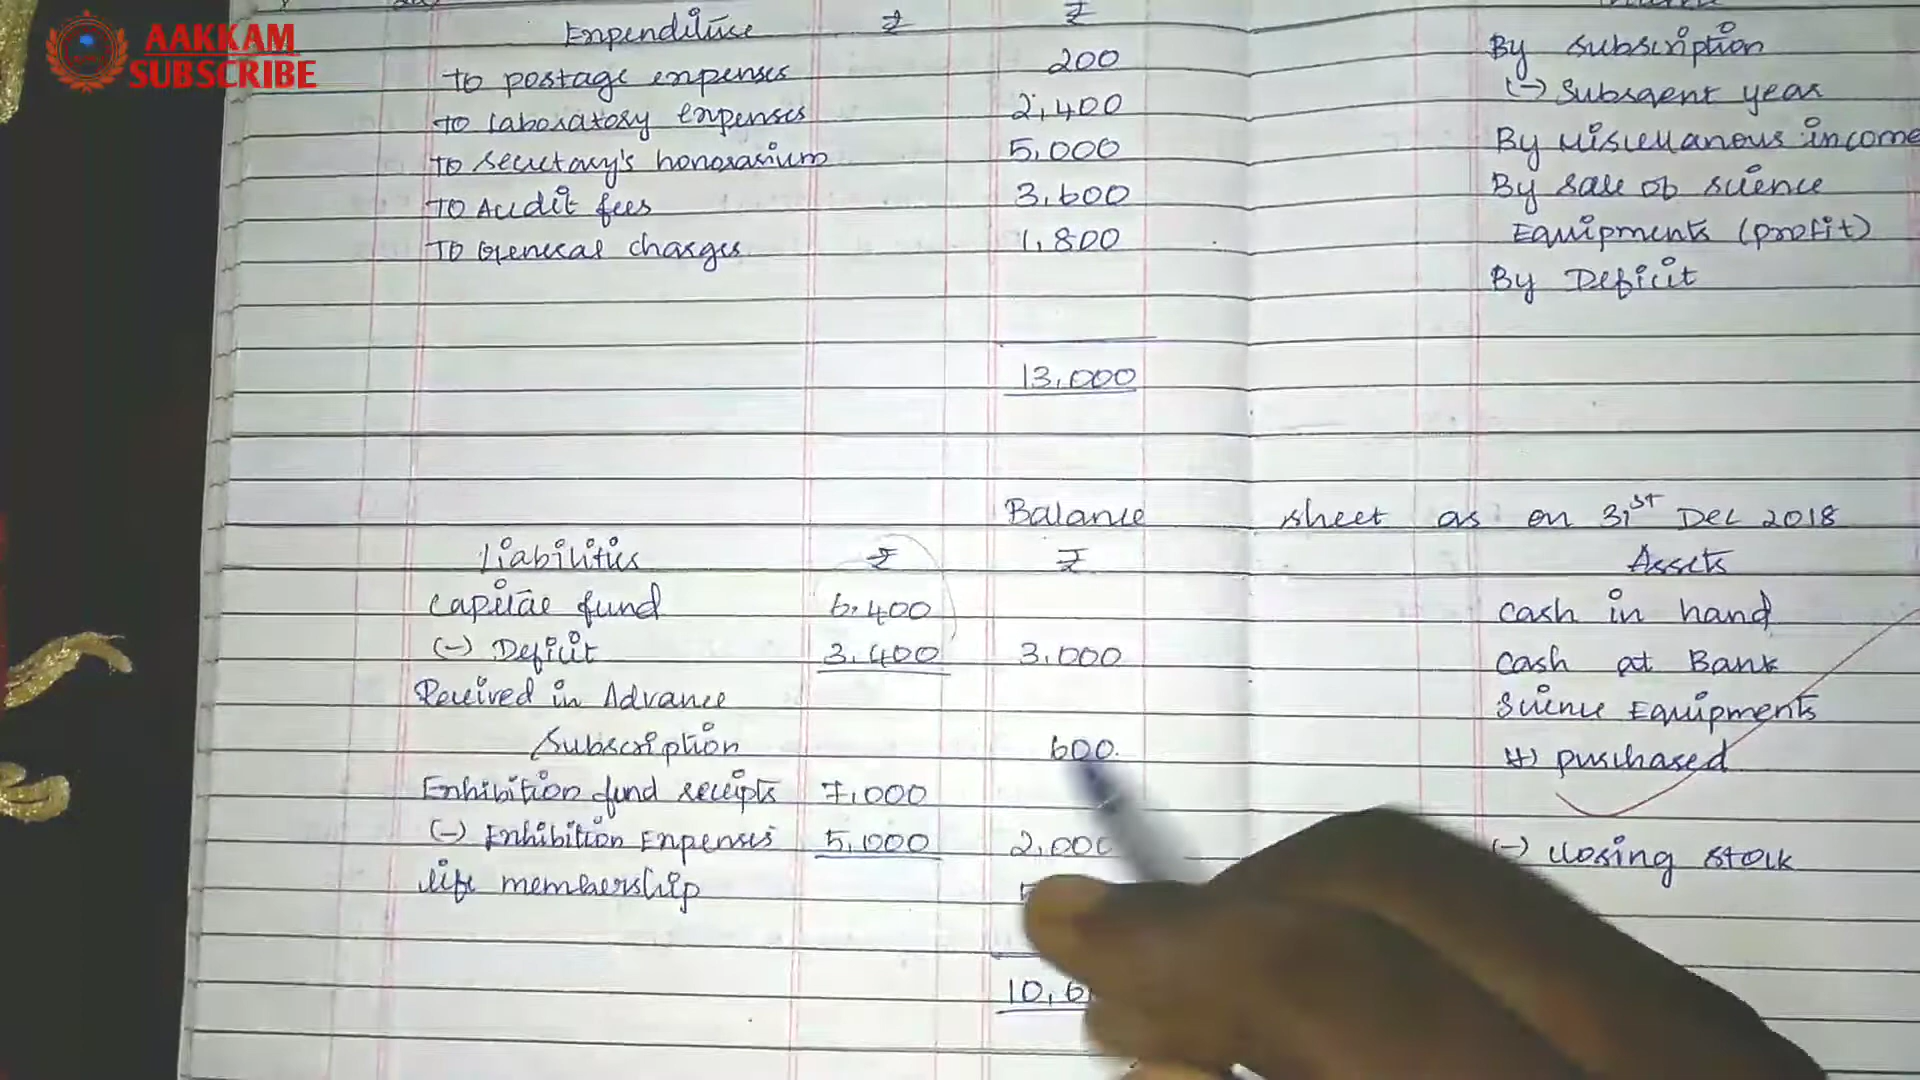 AAKKAM
SUBSCRIBE
Expenditure ₹ ₹
To postage expenses 200
To laboratory expenses 2,400
To secretary's honorarium 5,000
To Audit fees 3,600
To General charges 1,800
13,000
By subscription
(-) Subsqent year
By Miscellanous income
By sale of science
Equipments (profit)
By Deficit
Balance sheet as on 31st Dec 2018
Liabilities ₹ ₹
Capital fund 6,400
(-) Deficit 3,400 3,000
Received in Advance
Subscription 600
Exhibition fund receipts 7,000
(-) Exhibition Expenses 5,000 2,000
life membership
Assets
Cash in hand
Cash at Bank
Science Equipments
(+) purchased
(-) closing stock